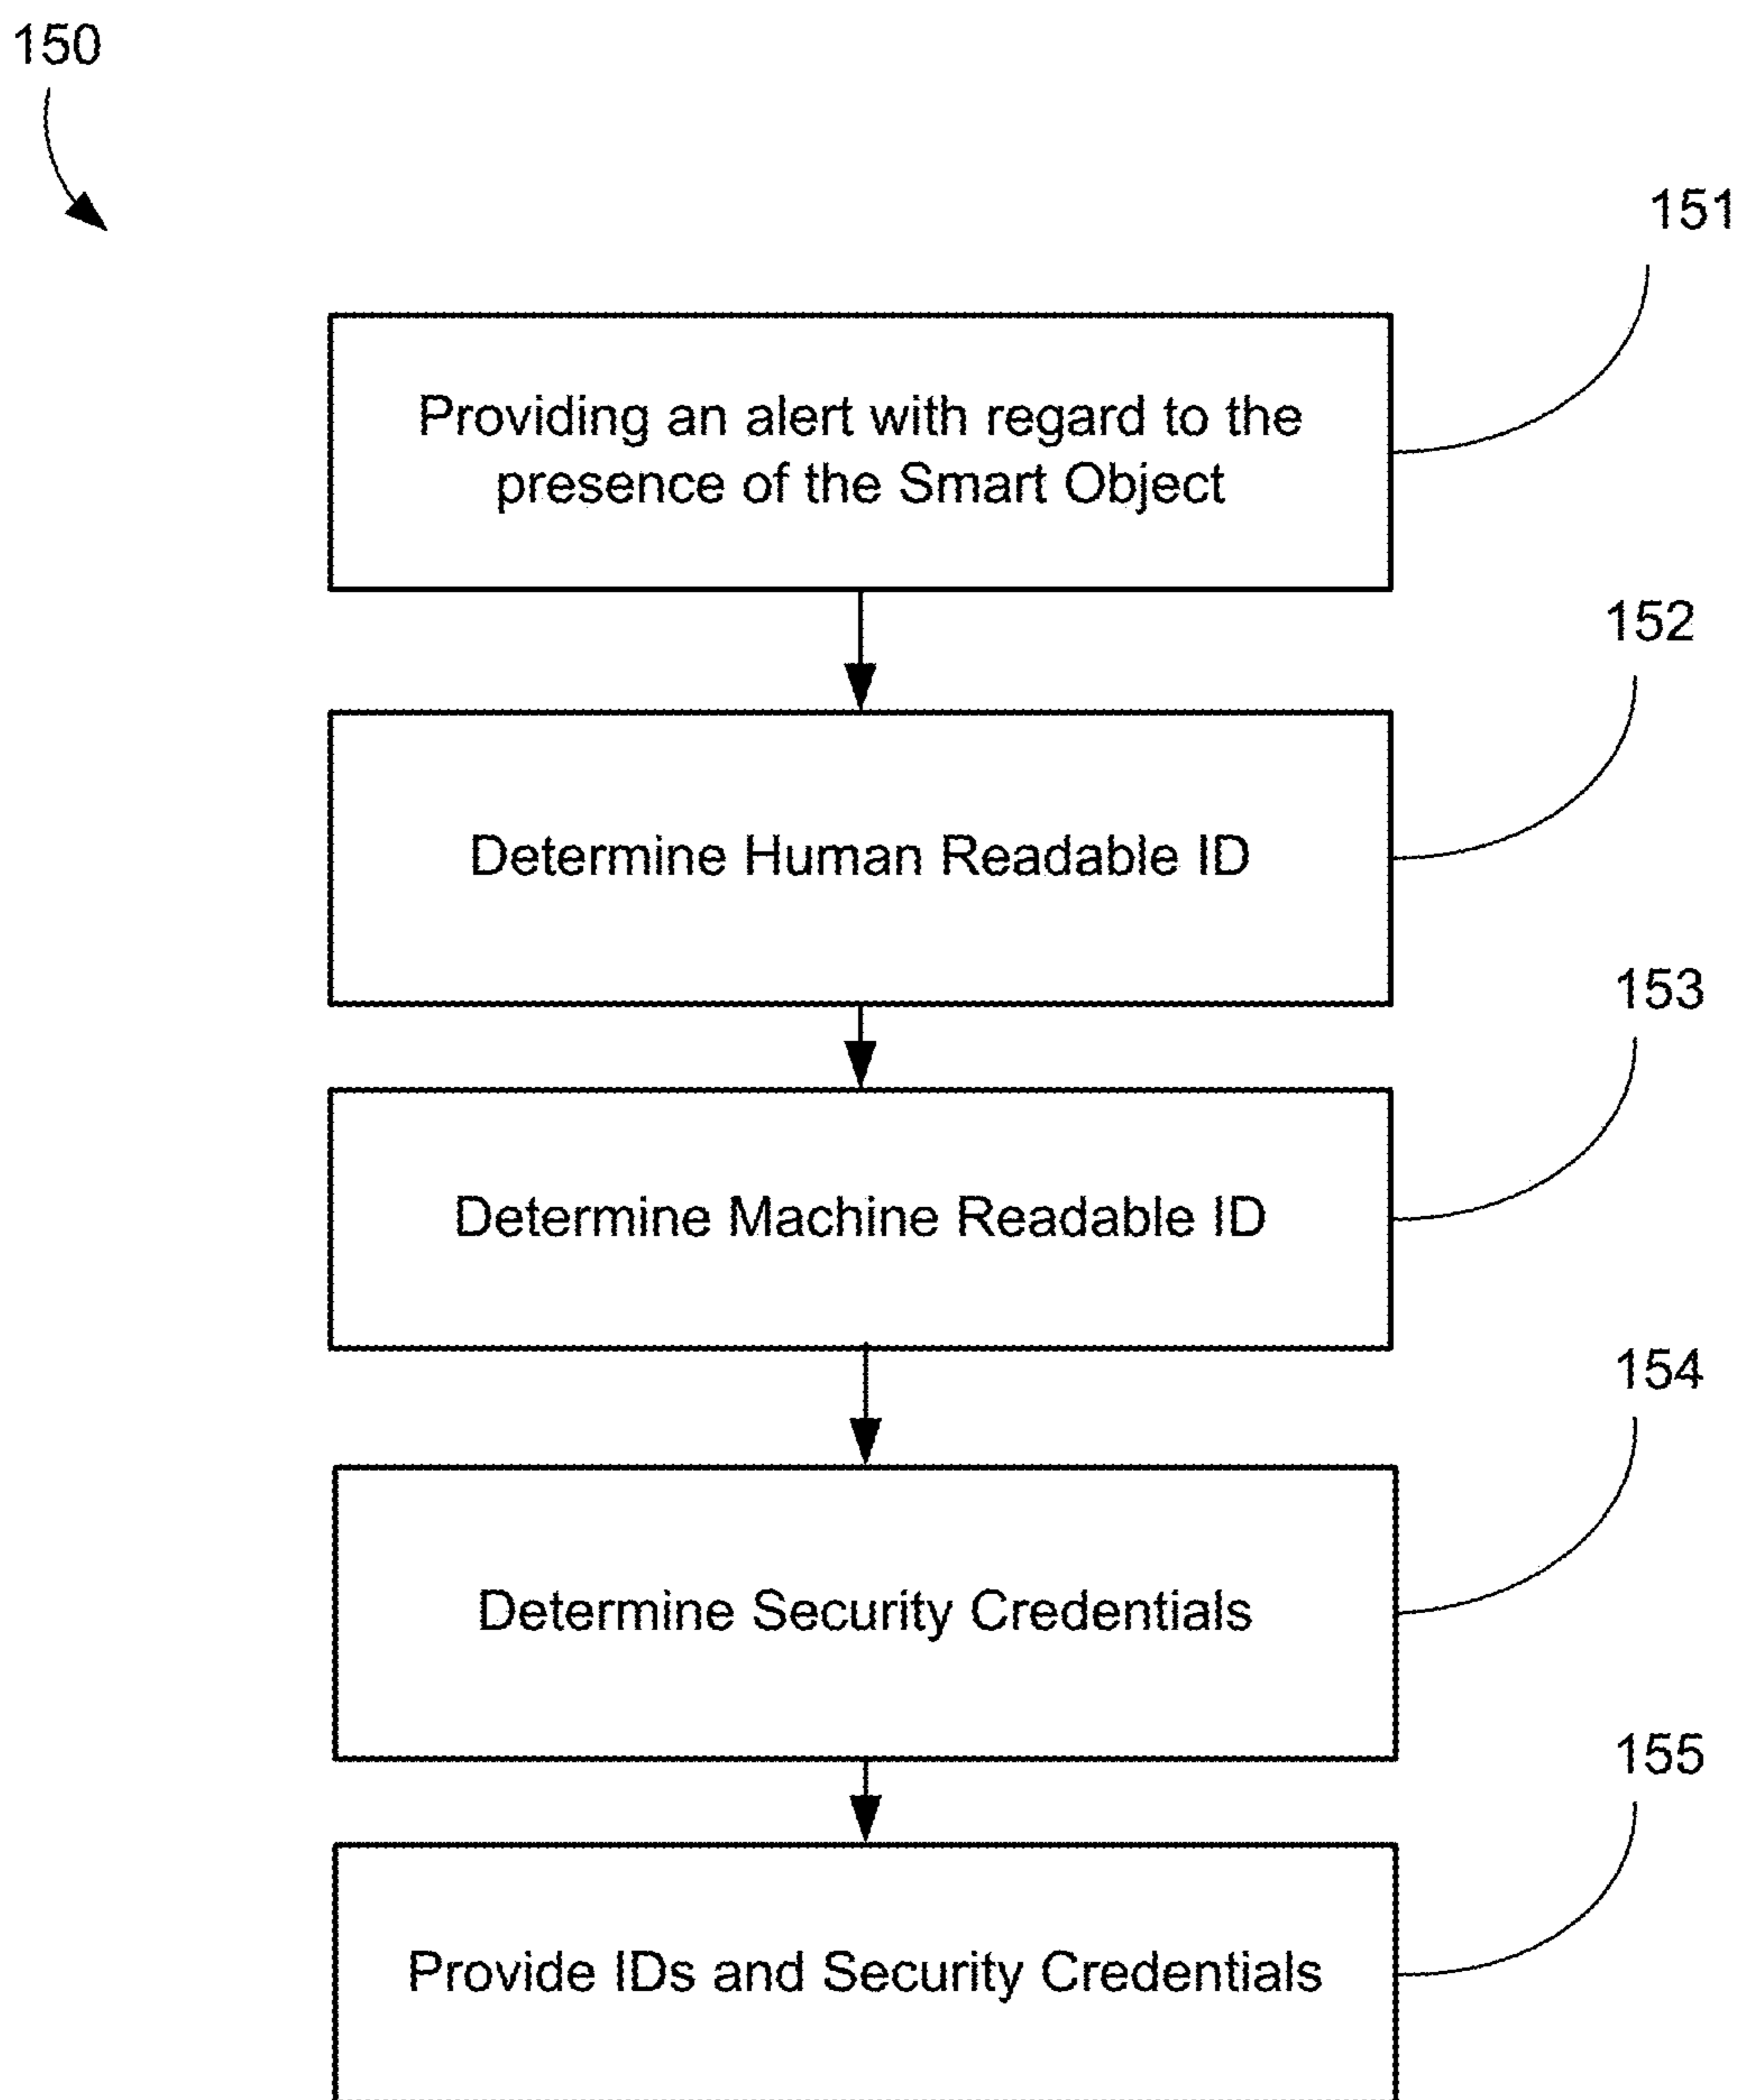 150
151
Providing an alert with regard to the
presence of the Smart Object
152
Determine Human Readable ID
153
Determine Machine Readable ID
154
Determine Security Credentials
155
Provide IDs and Security Credentials